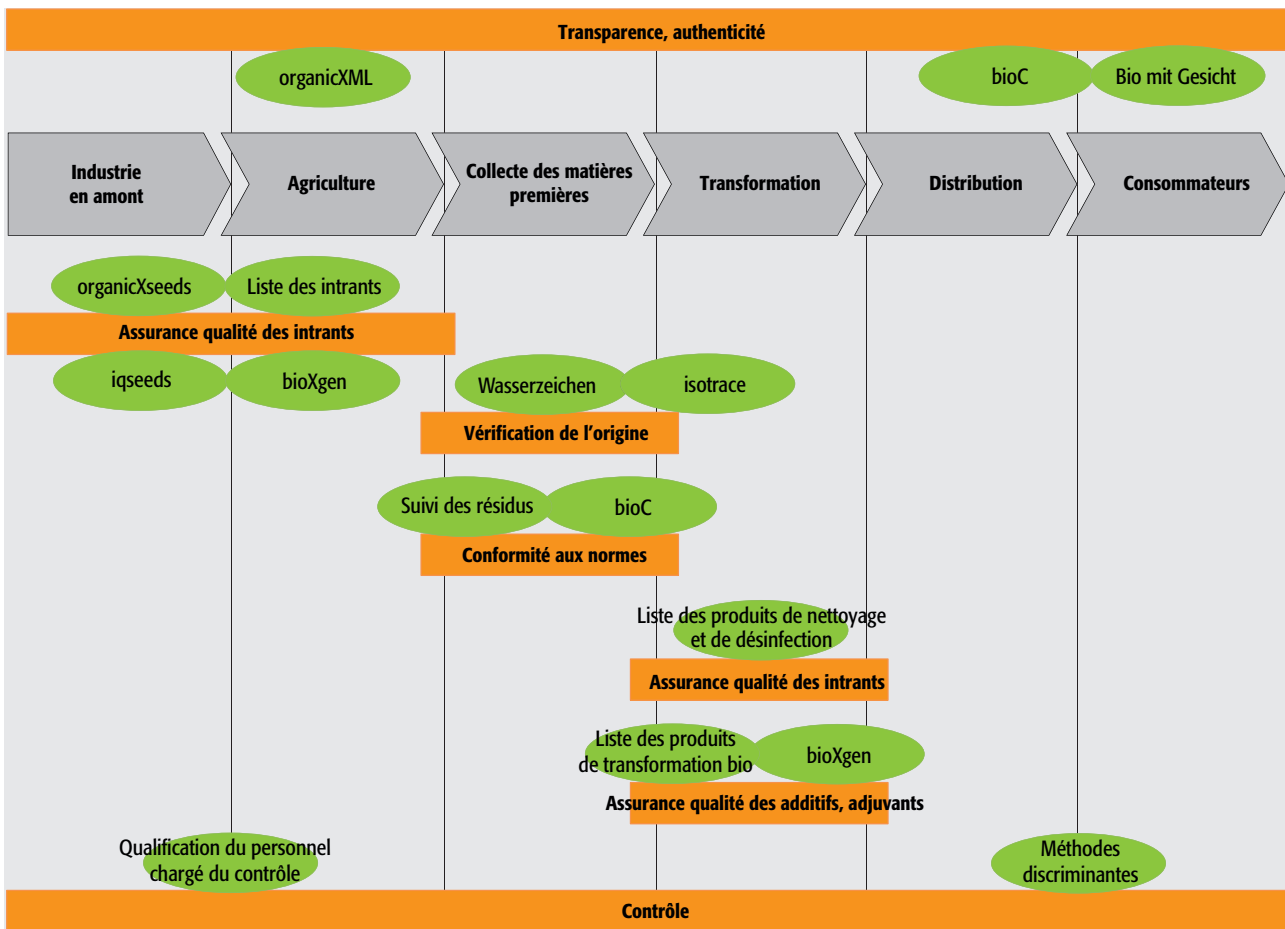 Transparence, authenticité
organicXML
bioC
Bio mit Gesicht
Industrie
en amont
Agriculture
Collecte des matières
premières
Transformation
Distribution
Consommateurs
organicXseeds
Liste des intrants
Assurance qualité des intrants
iqseeds
bioXgen
Wasserzeichen
isotrace
Vérification de l'origine
Suivi des résidus
bioC
Conformité aux normes
Liste des produits de nettoyage
et de désinfection
Assurance qualité des intrants
Liste des produits
de transformation bio
bioXgen
Assurance qualité des additifs, adjuvants
Qualification du personnel
chargé du contrôle
Méthodes
discriminantes
Contrôle